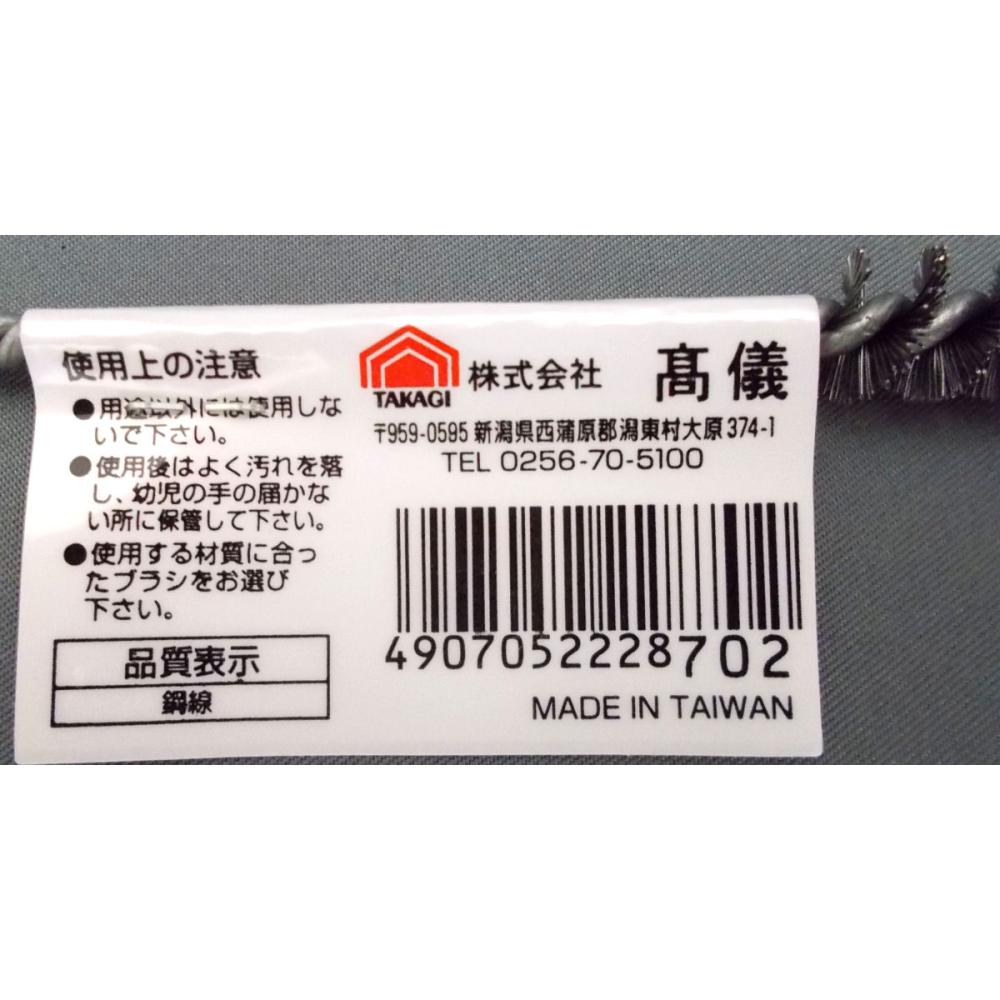 使用上の注意
●用途以外には使用しな
いで下さい。
●使用後はよく汚れを落
し、幼児の手の届かな
い所に保管して下さい。
●使用する材質に合っ
たブラシをお選び
下さい。
品質表示
鋼線
TAKAGI 株式会社 髙儀
〒959-0595 新潟県西蒲原郡潟東村大原374-1
TEL 0256-70-5100
4907052228702
MADE IN TAIWAN